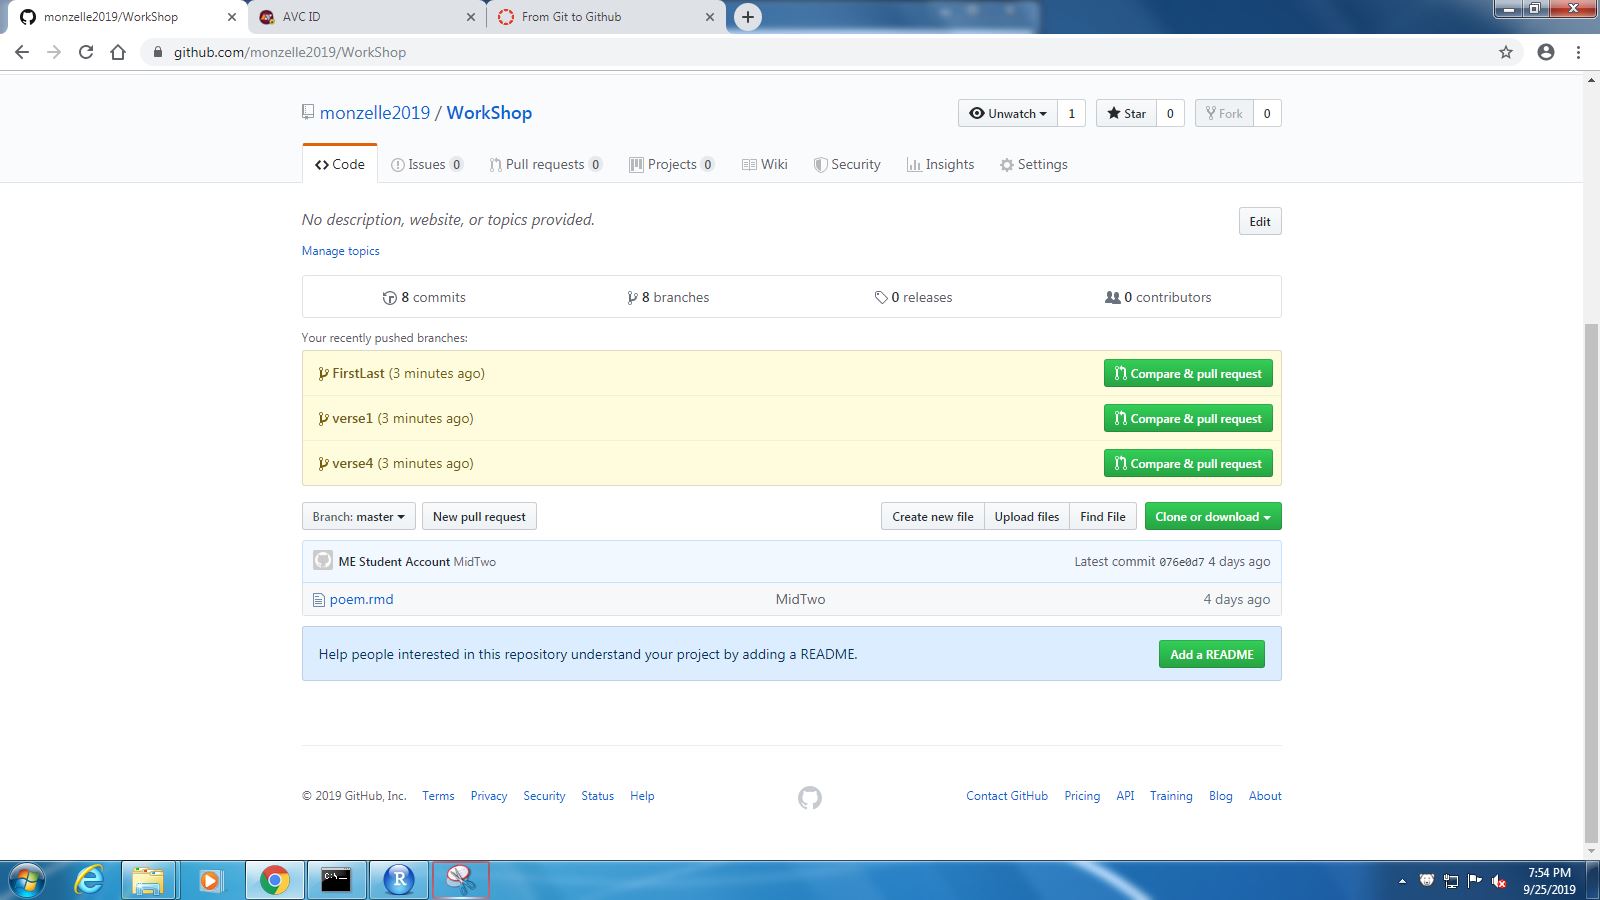 monzelle2019/WorkShop
AVC ID
From Git to Github
github.com/monzelle2019/WorkShop
monzelle2019 / WorkShop
Unwatch 1
Star 0
Fork 0
Code
Issues 0
Pull requests 0
Projects 0
Wiki
Security
Insights
Settings
No description, website, or topics provided.
Edit
Manage topics
8 commits
8 branches
0 releases
0 contributors
Your recently pushed branches:
FirstLast (3 minutes ago)
Compare & pull request
verse1 (3 minutes ago)
Compare & pull request
verse4 (3 minutes ago)
Compare & pull request
Branch: master
New pull request
Create new file
Upload files
Find File
Clone or download
ME Student Account MidTwo
Latest commit 076e0d7 4 days ago
poem.rmd
MidTwo
4 days ago
Help people interested in this repository understand your project by adding a README.
Add a README
© 2019 GitHub, Inc.
Terms
Privacy
Security
Status
Help
Contact GitHub
Pricing
API
Training
Blog
About
C:\.
R
7:54 PM
9/25/2019